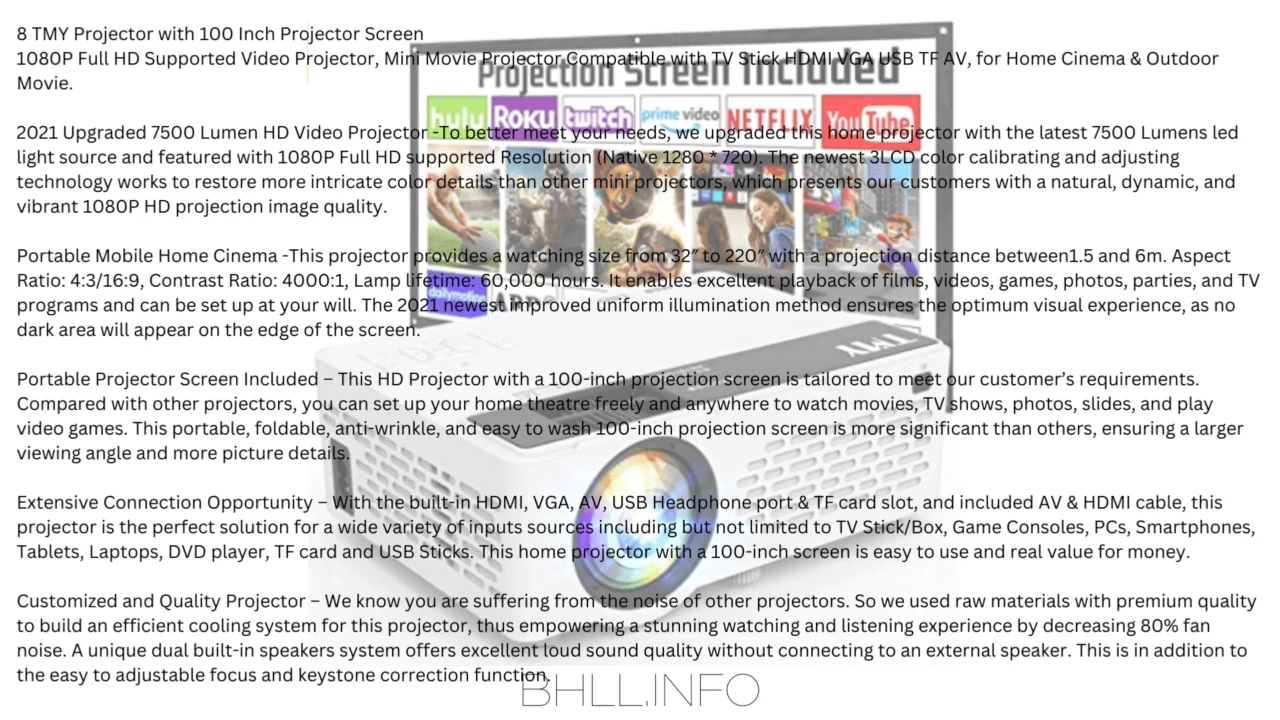 8 TMY Projector with 100 Inch Projector Screen
1080P Full HD Supported Video Projector, Mini Movie Projector Compatible with TV Stick HDMI VGA USB TF AV, for Home Cinema & Outdoor
Movie.
Projection Screen Included
hulu Roku twitch prime video NETFLIX YouTube
2021 Upgraded 7500 Lumen HD Video Projector -To better meet your needs, we upgraded this home projector with the latest 7500 Lumens led
light source and featured with 1080P Full HD supported Resolution (Native 1280 * 720). The newest 3LCD color calibrating and adjusting
technology works to restore more intricate color details than other mini projectors, which presents our customers with a natural, dynamic, and
vibrant 1080P HD projection image quality.
Portable Mobile Home Cinema -This projector provides a watching size from 32″ to 220″ with a projection distance between1.5 and 6m. Aspect
Ratio: 4:3/16:9, Contrast Ratio: 4000:1, Lamp lifetime: 60,000 hours. It enables excellent playback of films, videos, games, photos, parties, and TV
programs and can be set up at your will. The 2021 newest improved uniform illumination method ensures the optimum visual experience, as no
dark area will appear on the edge of the screen.
TMY
Portable Projector Screen Included – This HD Projector with a 100-inch projection screen is tailored to meet our customer’s requirements.
Compared with other projectors, you can set up your home theatre freely and anywhere to watch movies, TV shows, photos, slides, and play
video games. This portable, foldable, anti-wrinkle, and easy to wash 100-inch projection screen is more significant than others, ensuring a larger
viewing angle and more picture details.
Extensive Connection Opportunity – With the built-in HDMI, VGA, AV, USB Headphone port & TF card slot, and included AV & HDMI cable, this
projector is the perfect solution for a wide variety of inputs sources including but not limited to TV Stick/Box, Game Consoles, PCs, Smartphones,
Tablets, Laptops, DVD player, TF card and USB Sticks. This home projector with a 100-inch screen is easy to use and real value for money.
Customized and Quality Projector – We know you are suffering from the noise of other projectors. So we used raw materials with premium quality
to build an efficient cooling system for this projector, thus empowering a stunning watching and listening experience by decreasing 80% fan
noise. A unique dual built-in speakers system offers excellent loud sound quality without connecting to an external speaker. This is in addition to
the easy to adjustable focus and keystone correction function.
BHLL.INFO